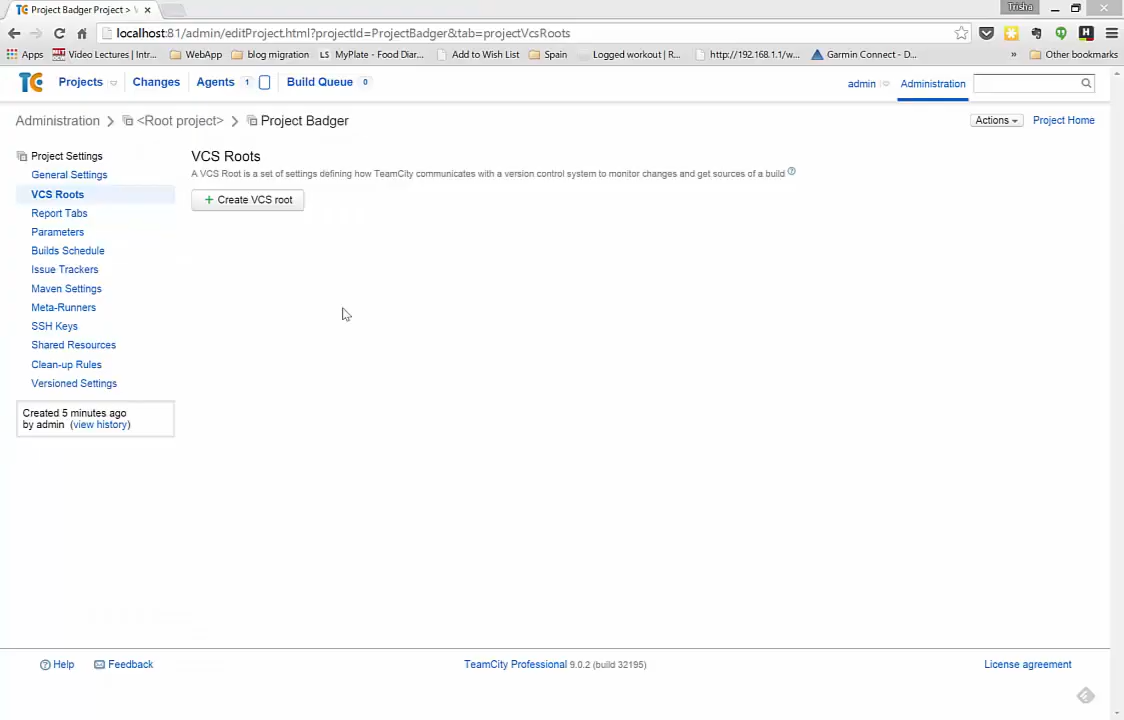 Project Badger Project > V
Trisha
localhost:81/admin/editProject.html?projectId=ProjectBadger&tab=projectVcsRoots
Apps Video Lectures | Intr... WebApp blog migration LS MyPlate - Food Diar... Add to Wish List Spain Logged workout | R... http://192.168.1.1/w... Garmin Connect - D... » Other bookmarks
TC Projects Changes Agents 1 Build Queue 0 admin Administration
Administration <Root project> Project Badger Actions Project Home
Project Settings
General Settings
VCS Roots
Report Tabs
Parameters
Builds Schedule
Issue Trackers
Maven Settings
Meta-Runners
SSH Keys
Shared Resources
Clean-up Rules
Versioned Settings
Created 5 minutes ago
by admin (view history)
VCS Roots
A VCS Root is a set of settings defining how TeamCity communicates with a version control system to monitor changes and get sources of a build
+ Create VCS root
Help Feedback TeamCity Professional 9.0.2 (build 32195) License agreement